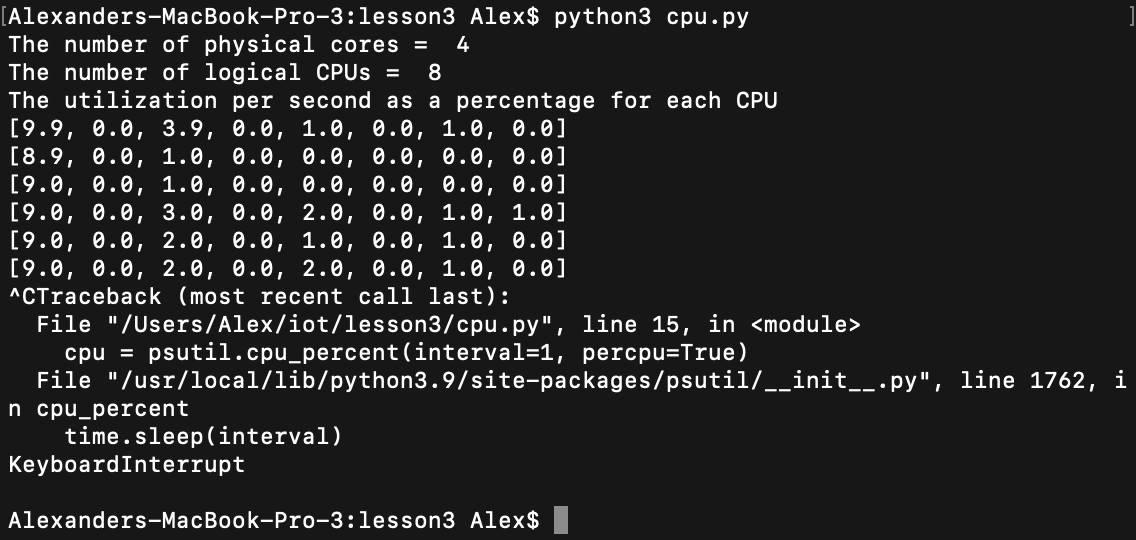 [Alexanders-MacBook-Pro-3:lesson3 Alex$ python3 cpu.py ]
The number of physical cores =  4
The number of logical CPUs =  8
The utilization per second as a percentage for each CPU
[9.9, 0.0, 3.9, 0.0, 1.0, 0.0, 1.0, 0.0]
[8.9, 0.0, 1.0, 0.0, 0.0, 0.0, 0.0, 0.0]
[9.0, 0.0, 1.0, 0.0, 0.0, 0.0, 0.0, 0.0]
[9.0, 0.0, 3.0, 0.0, 2.0, 0.0, 1.0, 1.0]
[9.0, 0.0, 2.0, 0.0, 1.0, 0.0, 1.0, 0.0]
[9.0, 0.0, 2.0, 0.0, 2.0, 0.0, 1.0, 0.0]
^CTraceback (most recent call last):
  File "/Users/Alex/iot/lesson3/cpu.py", line 15, in <module>
    cpu = psutil.cpu_percent(interval=1, percpu=True)
  File "/usr/local/lib/python3.9/site-packages/psutil/__init__.py", line 1762, i
n cpu_percent
    time.sleep(interval)
KeyboardInterrupt
Alexanders-MacBook-Pro-3:lesson3 Alex$